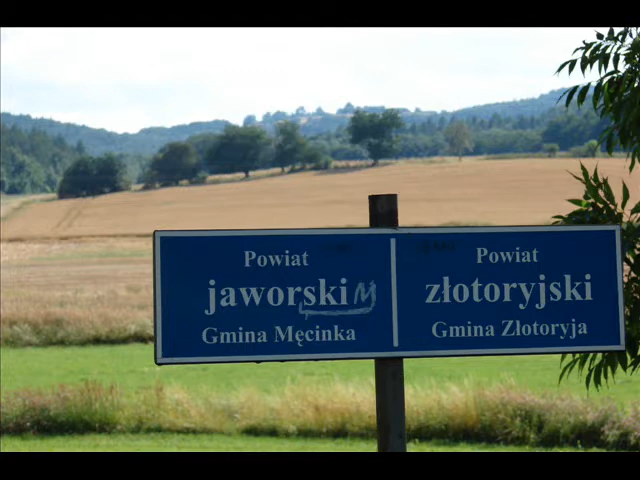 Powiat
jaworski
Gmina Męcinka
Powiat
złotoryjski
Gmina Złotoryja